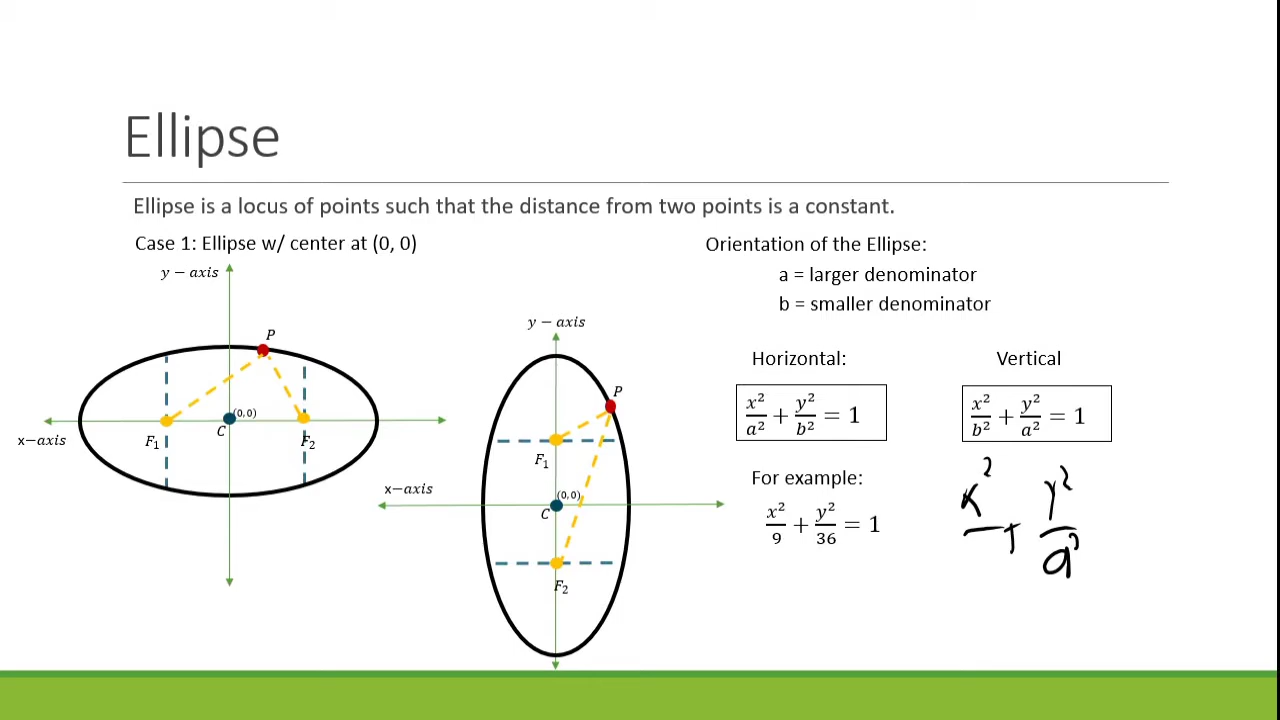 Ellipse
Ellipse is a locus of points such that the distance from two points is a constant.
Case 1: Ellipse w/ center at (0, 0)
y − axis
P
(0,0)
C
F₁
F₂
x−axis
y − axis
P
F₁
(0,0)
C
x−axis
F₂
Orientation of the Ellipse:
a = larger denominator
b = smaller denominator
Horizontal:
x²/a² + y²/b² = 1
Vertical
x²/b² + y²/a² = 1
For example:
x²/9 + y²/36 = 1
x²/ + y²/a²